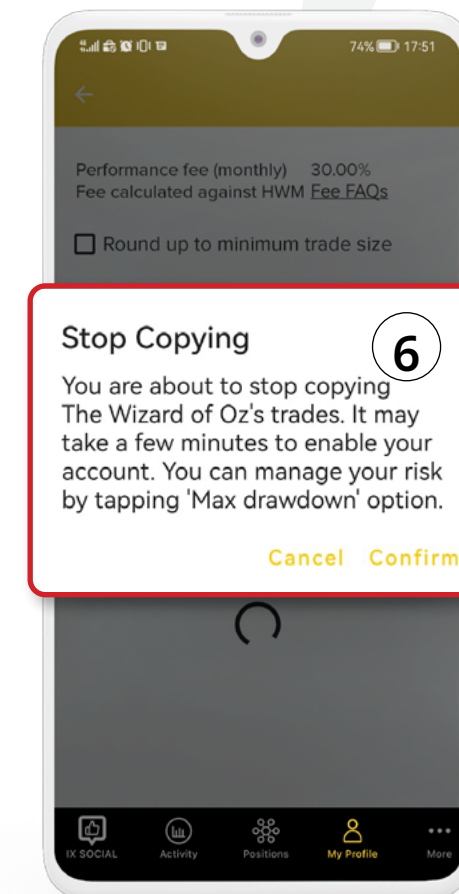 74% 17:51
Performance fee (monthly) 30.00%
Fee calculated against HWM Fee FAQs
Round up to minimum trade size
Stop Copying
6
You are about to stop copying
The Wizard of Oz's trades. It may
take a few minutes to enable your
account. You can manage your risk
by tapping 'Max drawdown' option.
Cancel Confirm
IX SOCIAL Activity Positions My Profile More